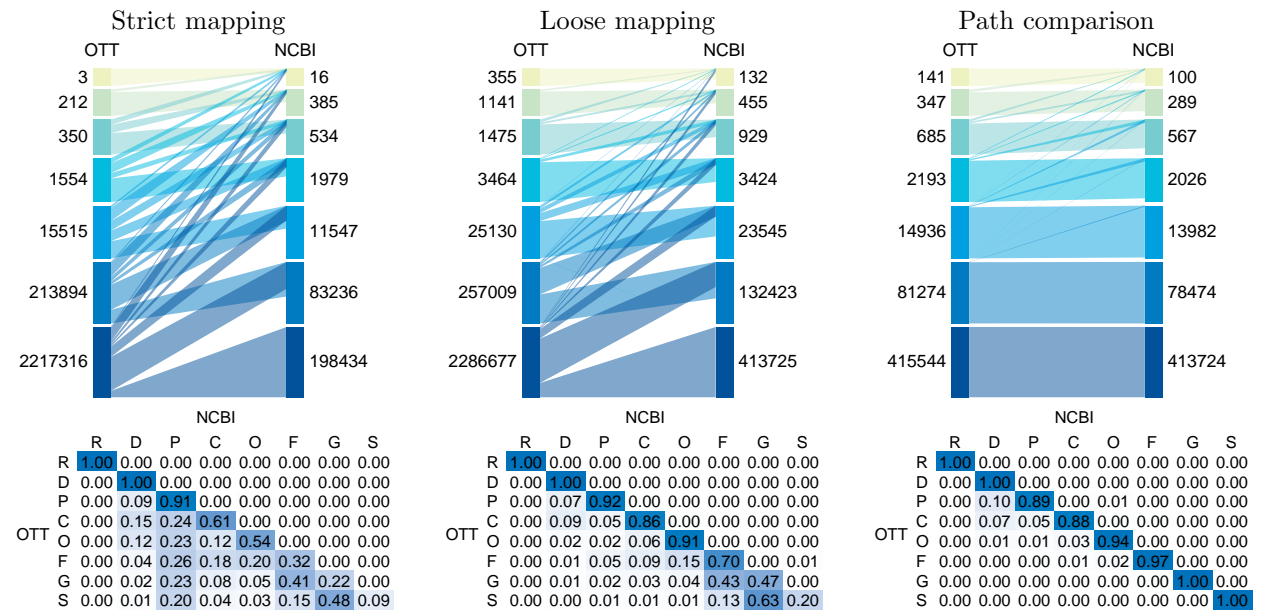 Strict mapping Loose mapping Path comparison
OTT NCBI OTT NCBI OTT NCBI
3 16 355 132 141 100
212 385 1141 455 347 289
350 534 1475 929 685 567
1554 1979 3464 3424 2193 2026
15515 11547 25130 23545 14936 13982
213894 83236 257009 132423 81274 78474
2217316 198434 2286677 413725 415544 413724
NCBI NCBI NCBI
R D P C O F G S R D P C O F G S R D P C O F G S
R 1.00 0.00 0.00 0.00 0.00 0.00 0.00 0.00 R 1.00 0.00 0.00 0.00 0.00 0.00 0.00 0.00 R 1.00 0.00 0.00 0.00 0.00 0.00 0.00 0.00
D 0.00 1.00 0.00 0.00 0.00 0.00 0.00 0.00 D 0.00 1.00 0.00 0.00 0.00 0.00 0.00 0.00 D 0.00 1.00 0.00 0.00 0.00 0.00 0.00 0.00
P 0.00 0.09 0.91 0.00 0.00 0.00 0.00 0.00 P 0.00 0.07 0.92 0.00 0.00 0.00 0.00 0.00 P 0.00 0.10 0.89 0.00 0.01 0.00 0.00 0.00
C 0.00 0.15 0.24 0.61 0.00 0.00 0.00 0.00 C 0.00 0.09 0.05 0.86 0.00 0.00 0.00 0.00 C 0.00 0.07 0.05 0.88 0.00 0.00 0.00 0.00
OTT O 0.00 0.12 0.23 0.12 0.54 0.00 0.00 0.00 OTT O 0.00 0.02 0.02 0.06 0.91 0.00 0.00 0.00 OTT O 0.00 0.01 0.01 0.03 0.94 0.00 0.00 0.00
F 0.00 0.04 0.26 0.18 0.20 0.32 0.00 0.00 F 0.00 0.01 0.05 0.09 0.15 0.70 0.00 0.01 F 0.00 0.00 0.00 0.01 0.02 0.97 0.00 0.00
G 0.00 0.02 0.23 0.08 0.05 0.41 0.22 0.00 G 0.00 0.01 0.02 0.03 0.04 0.43 0.47 0.00 G 0.00 0.00 0.00 0.00 0.00 0.00 1.00 0.00
S 0.00 0.01 0.20 0.04 0.03 0.15 0.48 0.09 S 0.00 0.00 0.01 0.01 0.01 0.13 0.63 0.20 S 0.00 0.00 0.00 0.00 0.00 0.00 0.00 1.00